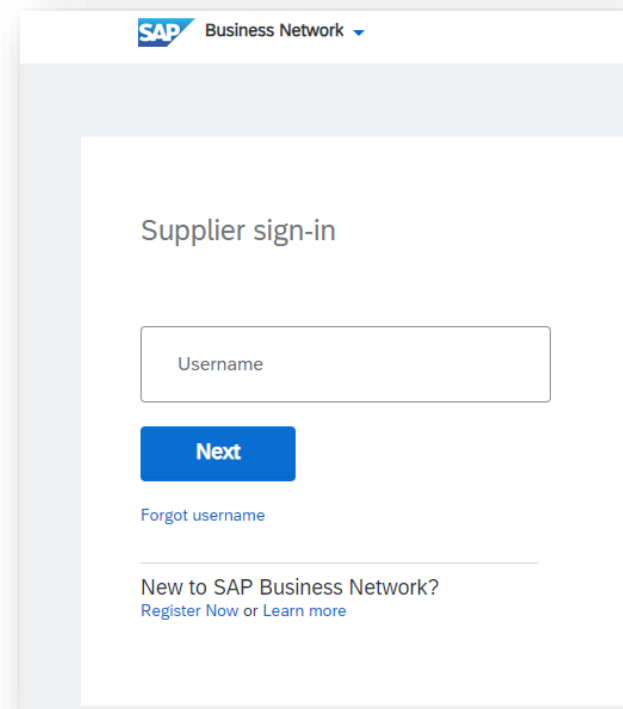 SAP Business Network
Supplier sign-in
Username
Next
Forgot username
New to SAP Business Network?
Register Now or Learn more